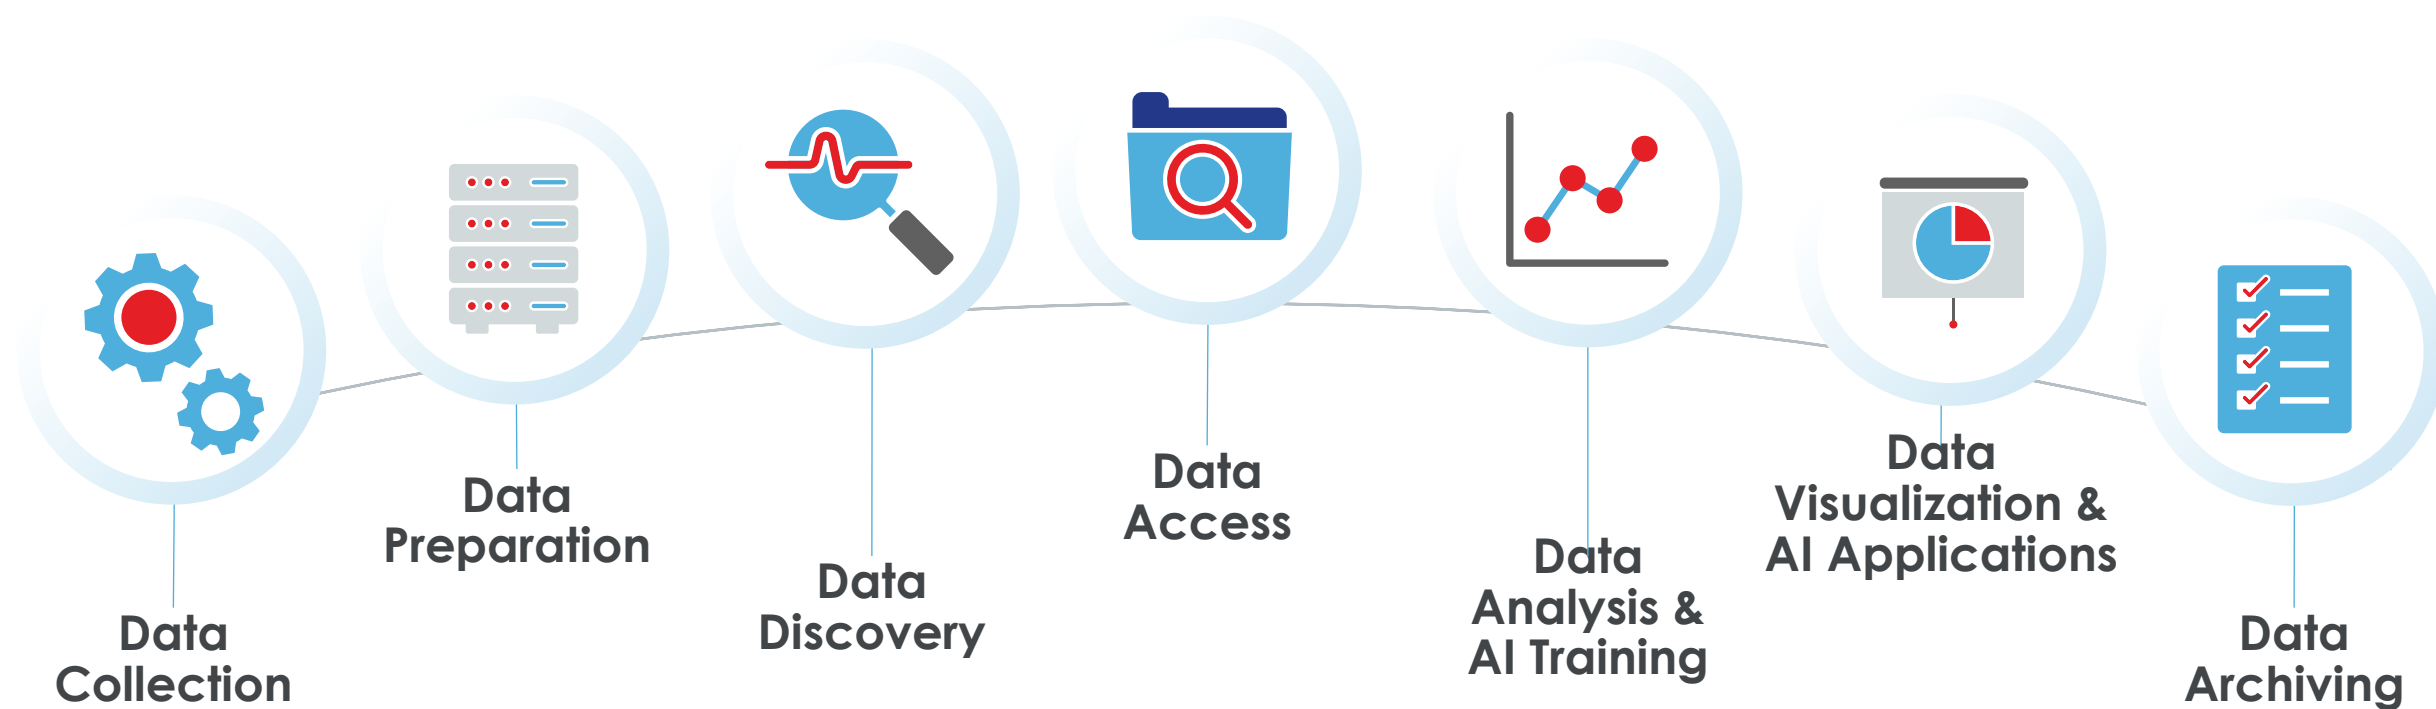 Data
Collection
Data
Preparation
Data
Discovery
Data
Access
Data
Analysis &
AI Training
Data
Visualization &
AI Applications
Data
Archiving